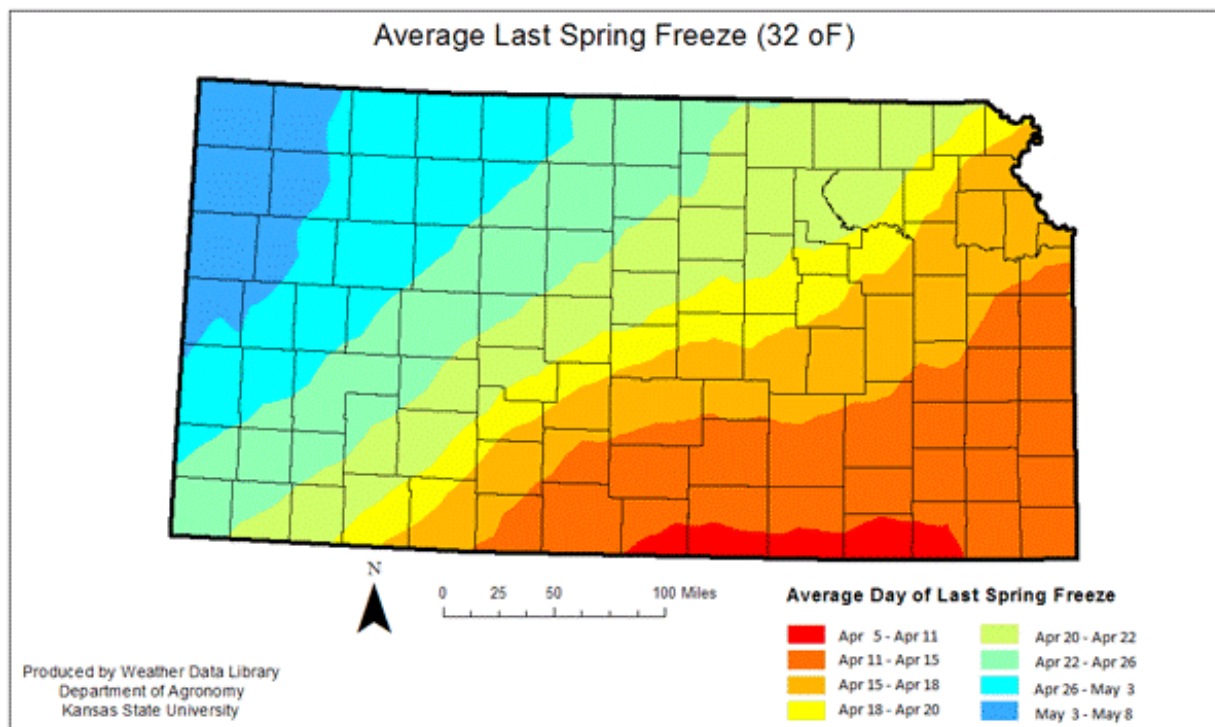 Average Last Spring Freeze (32 oF)
N
0 25 50 100 Miles
Average Day of Last Spring Freeze
Apr 5 - Apr 11
Apr 11 - Apr 15
Apr 15 - Apr 18
Apr 18 - Apr 20
Apr 20 - Apr 22
Apr 22 - Apr 26
Apr 26 - May 3
May 3 - May 8
Produced by Weather Data Library
Department of Agronomy
Kansas State University